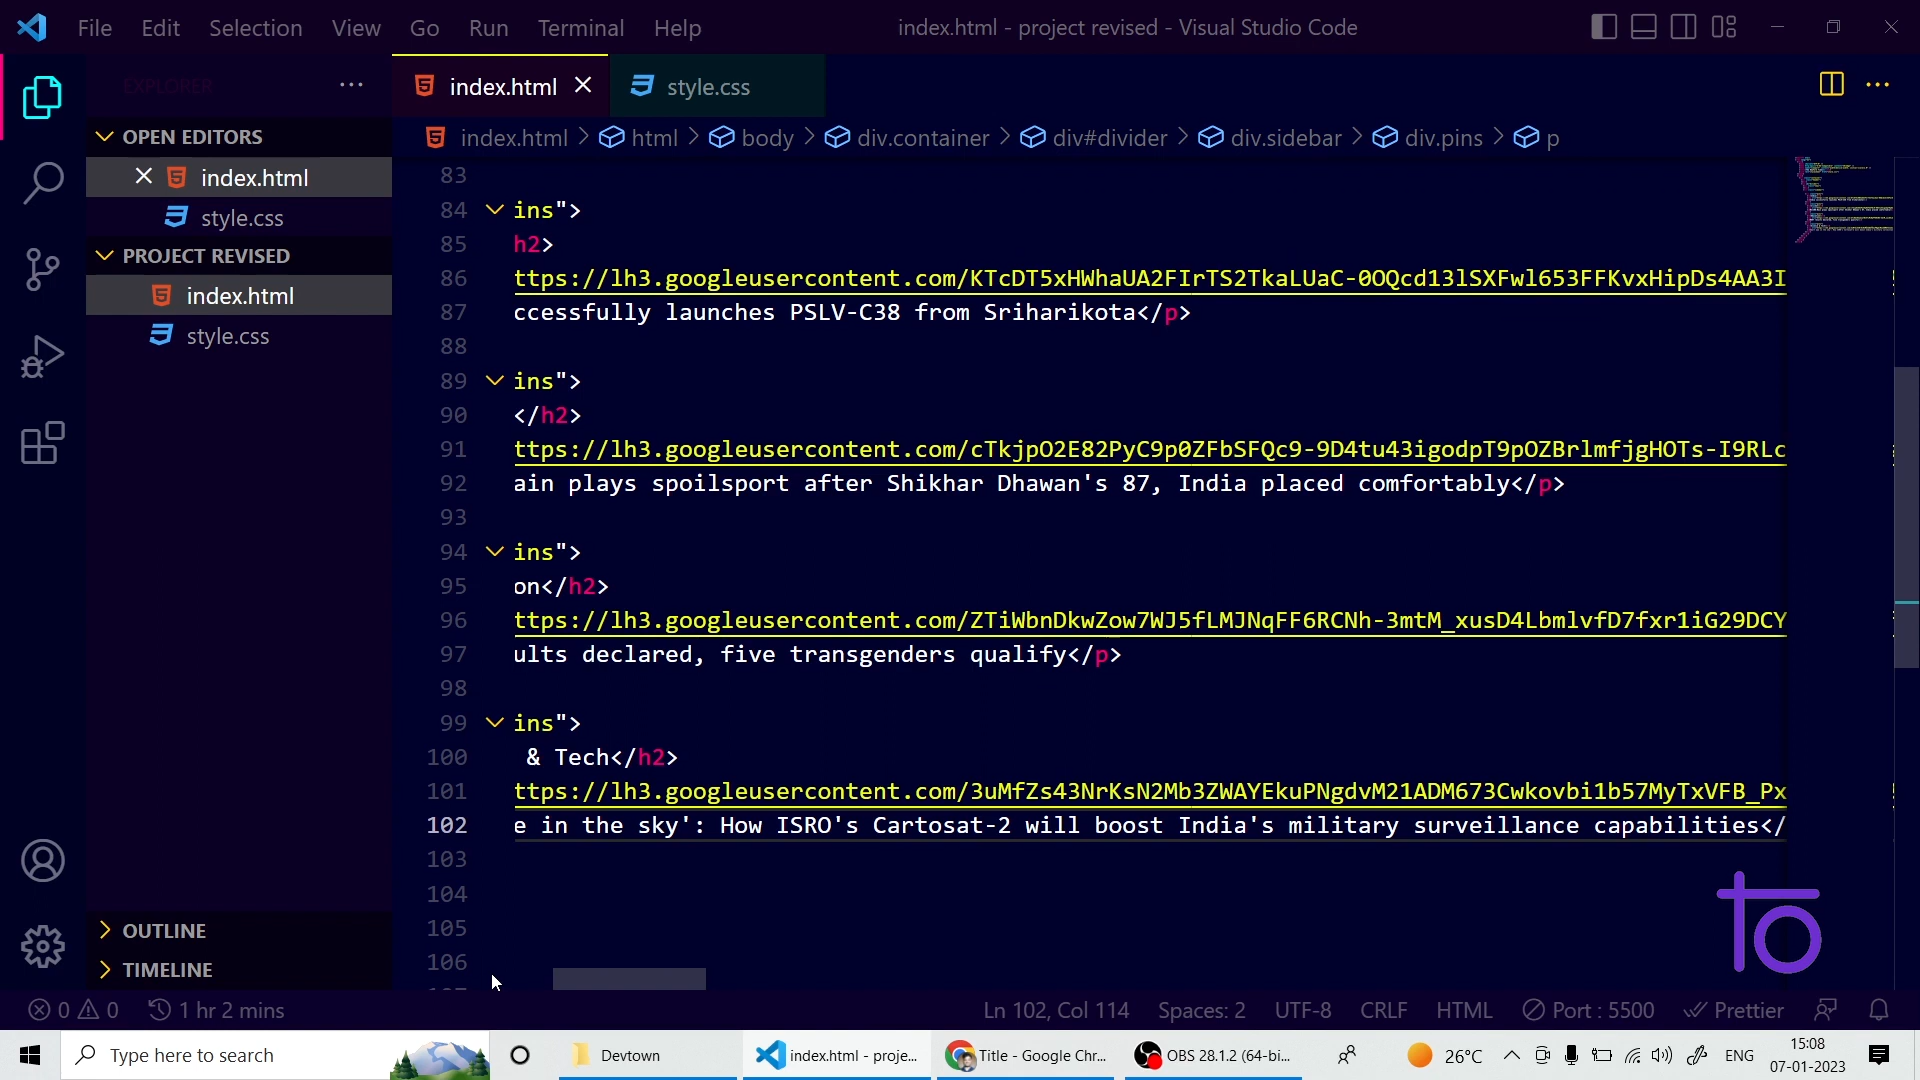 File Edit Selection View Go Run Terminal Help index.html - project revised - Visual Studio Code
EXPLORER ... index.html style.css
OPEN EDITORS
index.html
style.css
PROJECT REVISED
index.html
style.css
OUTLINE
TIMELINE
index.html > html > body > div.container > div#divider > div.sidebar > div.pins > p
83
84 ins">
85 h2>
86 ttps://lh3.googleusercontent.com/KTcDT5xHWhaUA2FIrTS2TkaLUaC-0OQcd13lSXFwl653FFKvxHipDs4AA3I
87 ccessfully launches PSLV-C38 from Sriharikota</p>
88
89 ins">
90 </h2>
91 ttps://lh3.googleusercontent.com/cTkjpO2E82PyC9p0ZFbSFQc9-9D4tu43igodpT9pOZBrlmfjgHOTs-I9RLc
92 ain plays spoilsport after Shikhar Dhawan's 87, India placed comfortably</p>
93
94 ins">
95 on</h2>
96 ttps://lh3.googleusercontent.com/ZTiWbnDkwZow7WJ5fLMJNqFF6RCNh-3mtM_xusD4LbmlvfD7fxr1iG29DCY
97 ults declared, five transgenders qualify</p>
98
99 ins">
100 & Tech</h2>
101 ttps://lh3.googleusercontent.com/3uMfZs43NrKsN2Mb3ZWAYEkuPNgdvM21ADM673Cwkovbi1b57MyTxVFB_Px
102 e in the sky': How ISRO's Cartosat-2 will boost India's military surveillance capabilities</
103
104
105
106
0 0 1 hr 2 mins Ln 102, Col 114 Spaces: 2 UTF-8 CRLF HTML Port : 5500 Prettier
Type here to search Devtown index.html - proje... Title - Google Chr... OBS 28.1.2 (64-bi... 26°C ENG 15:08
07-01-2023